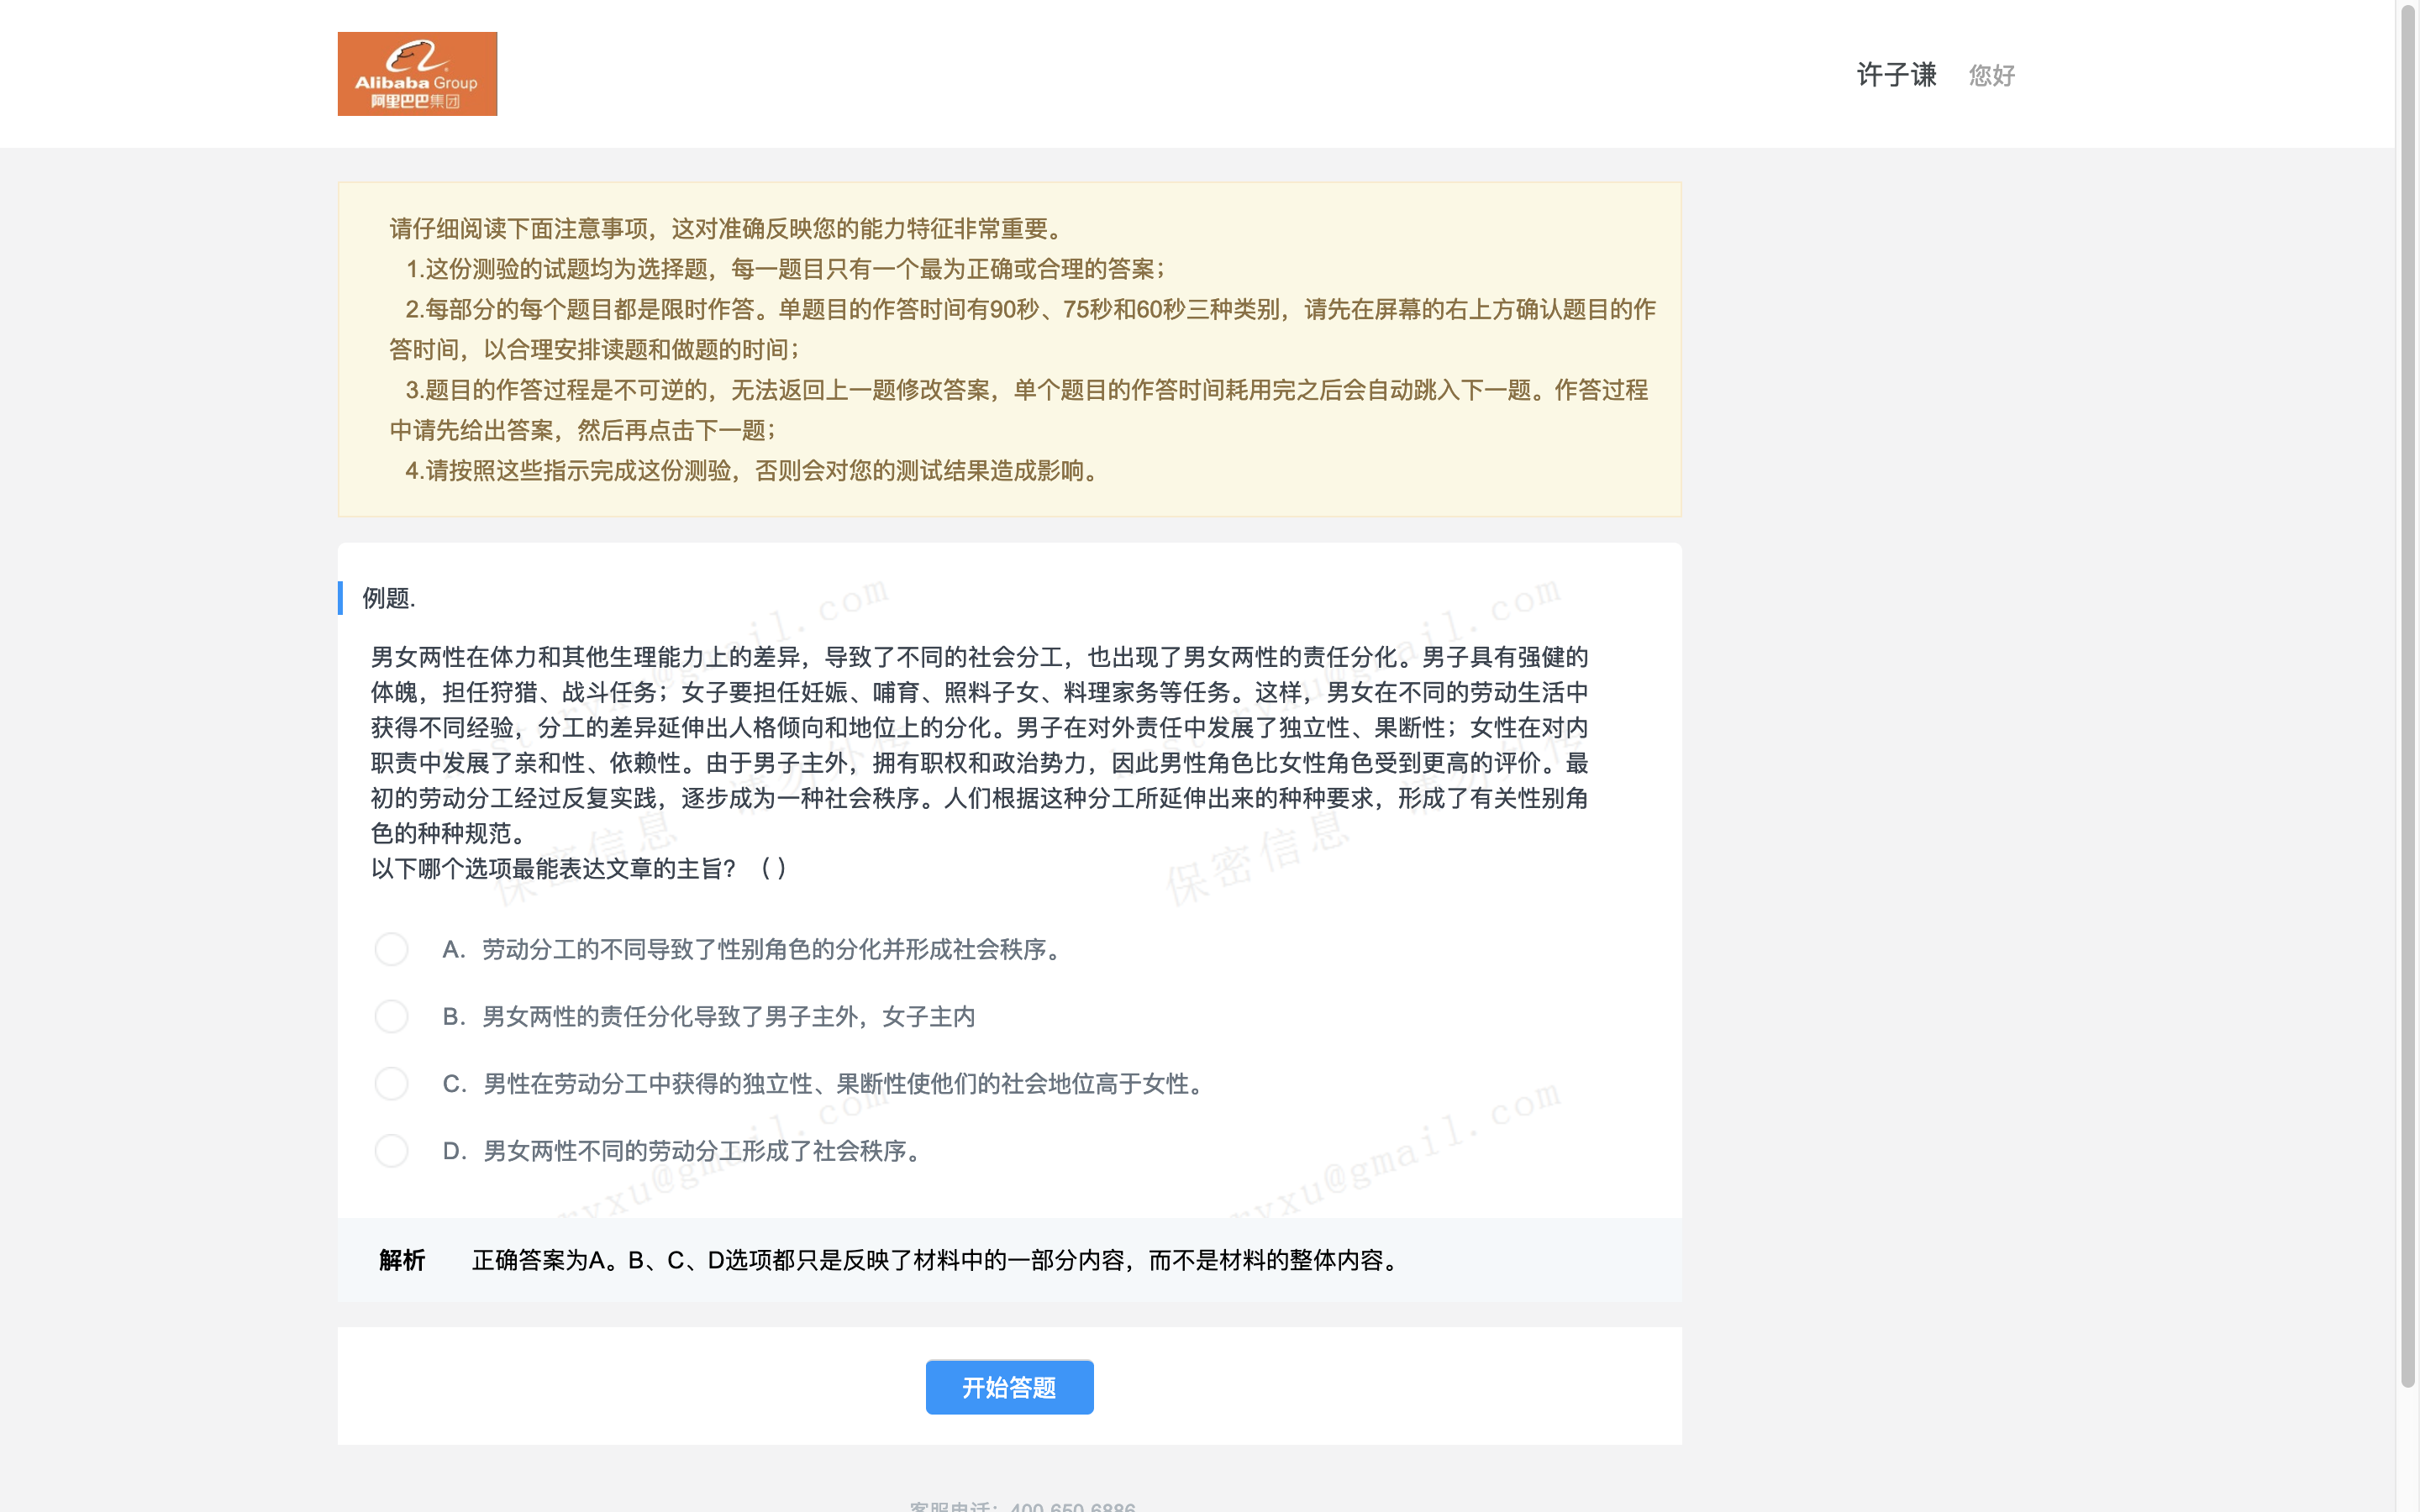 Alibaba Group
阿里巴巴集团
许子谦 您好
请仔细阅读下面注意事项，这对准确反映您的能力特征非常重要。
1.这份测验的试题均为选择题，每一题目只有一个最为正确或合理的答案；
2.每部分的每个题目都是限时作答。单题目的作答时间有90秒、75秒和60秒三种类别，请先在屏幕的右上方确认题目的作
答时间，以合理安排读题和做题的时间；
3.题目的作答过程是不可逆的，无法返回上一题修改答案，单个题目的作答时间耗用完之后会自动跳入下一题。作答过程
中请先给出答案，然后再点击下一题；
4.请按照这些指示完成这份测验，否则会对您的测试结果造成影响。
例题.
男女两性在体力和其他生理能力上的差异，导致了不同的社会分工，也出现了男女两性的责任分化。男子具有强健的
体魄，担任狩猎、战斗任务；女子要担任妊娠、哺育、照料子女、料理家务等任务。这样，男女在不同的劳动生活中
获得不同经验，分工的差异延伸出人格倾向和地位上的分化。男子在对外责任中发展了独立性、果断性；女性在对内
职责中发展了亲和性、依赖性。由于男子主外，拥有职权和政治势力，因此男性角色比女性角色受到更高的评价。最
初的劳动分工经过反复实践，逐步成为一种社会秩序。人们根据这种分工所延伸出来的种种要求，形成了有关性别角
色的种种规范。
以下哪个选项最能表达文章的主旨？（ ）
A. 劳动分工的不同导致了性别角色的分化并形成社会秩序。
B. 男女两性的责任分化导致了男子主外，女子主内
C. 男性在劳动分工中获得的独立性、果断性使他们的社会地位高于女性。
D. 男女两性不同的劳动分工形成了社会秩序。
保密信息 请勿外传
保密信息 请勿外传
解析 正确答案为A。B、C、D选项都只是反映了材料中的一部分内容，而不是材料的整体内容。
开始答题
客服电话：400-650-6886